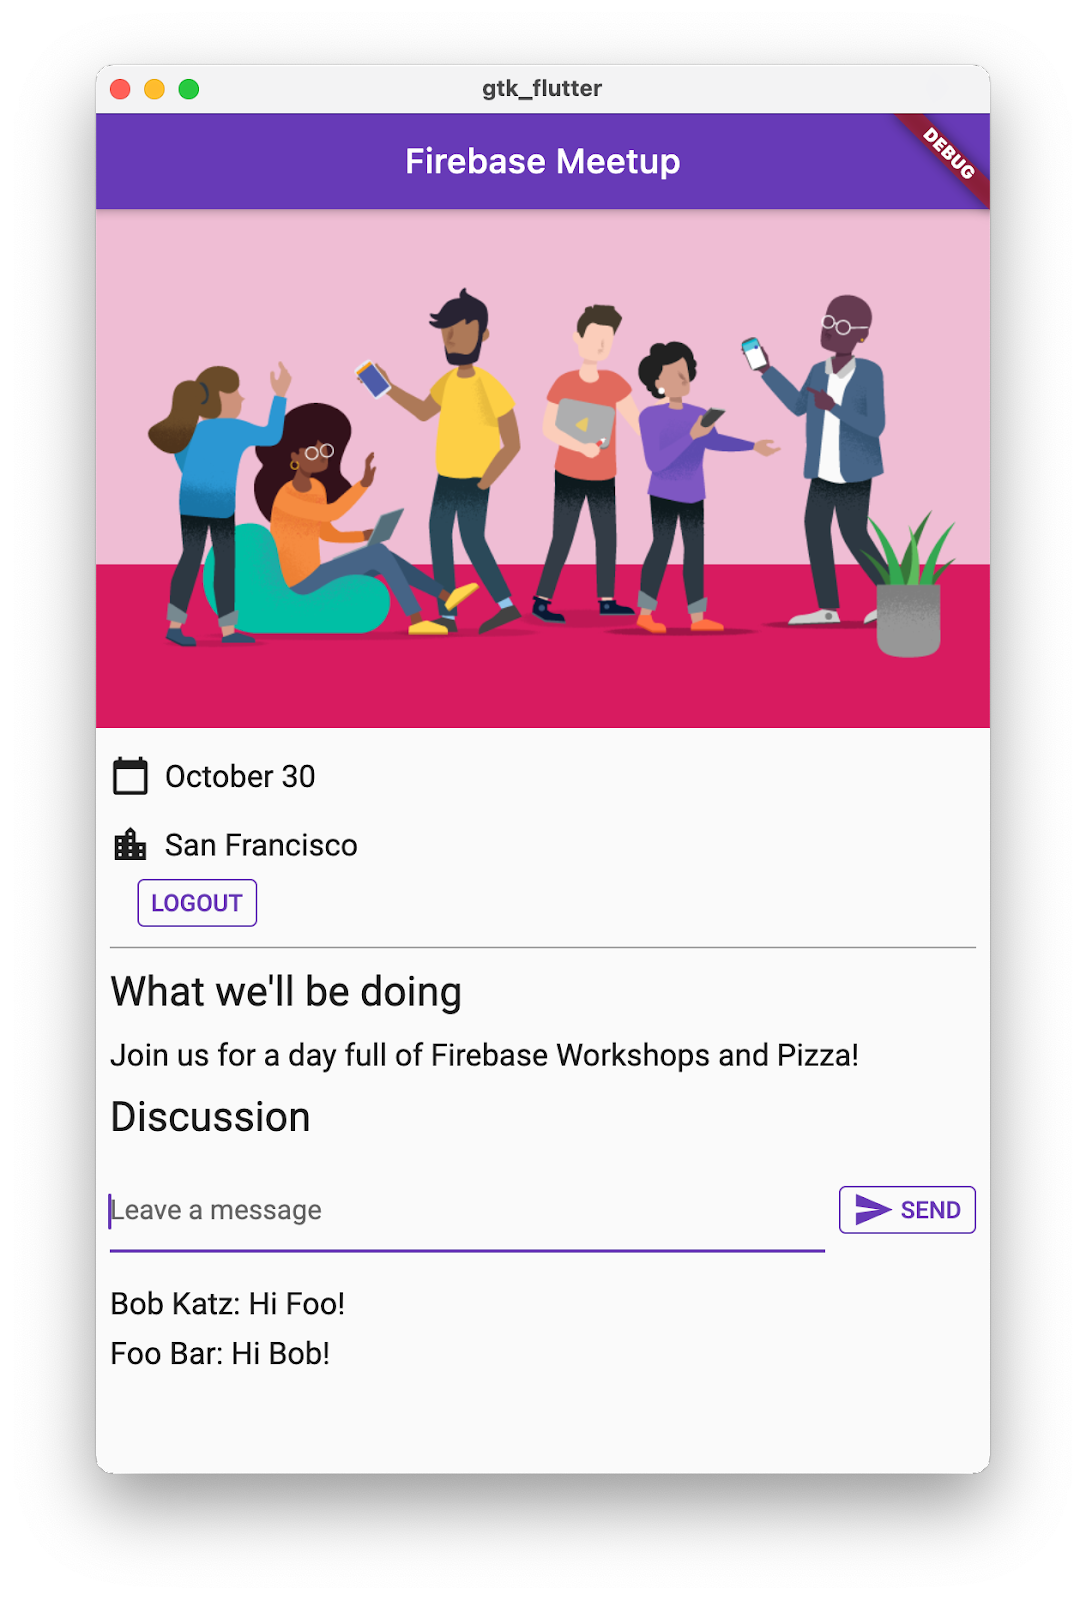 gtk_flutter
Firebase Meetup
DEBUG
October 30
San Francisco
LOGOUT
What we'll be doing
Join us for a day full of Firebase Workshops and Pizza!
Discussion
Leave a message
SEND
Bob Katz: Hi Foo!
Foo Bar: Hi Bob!